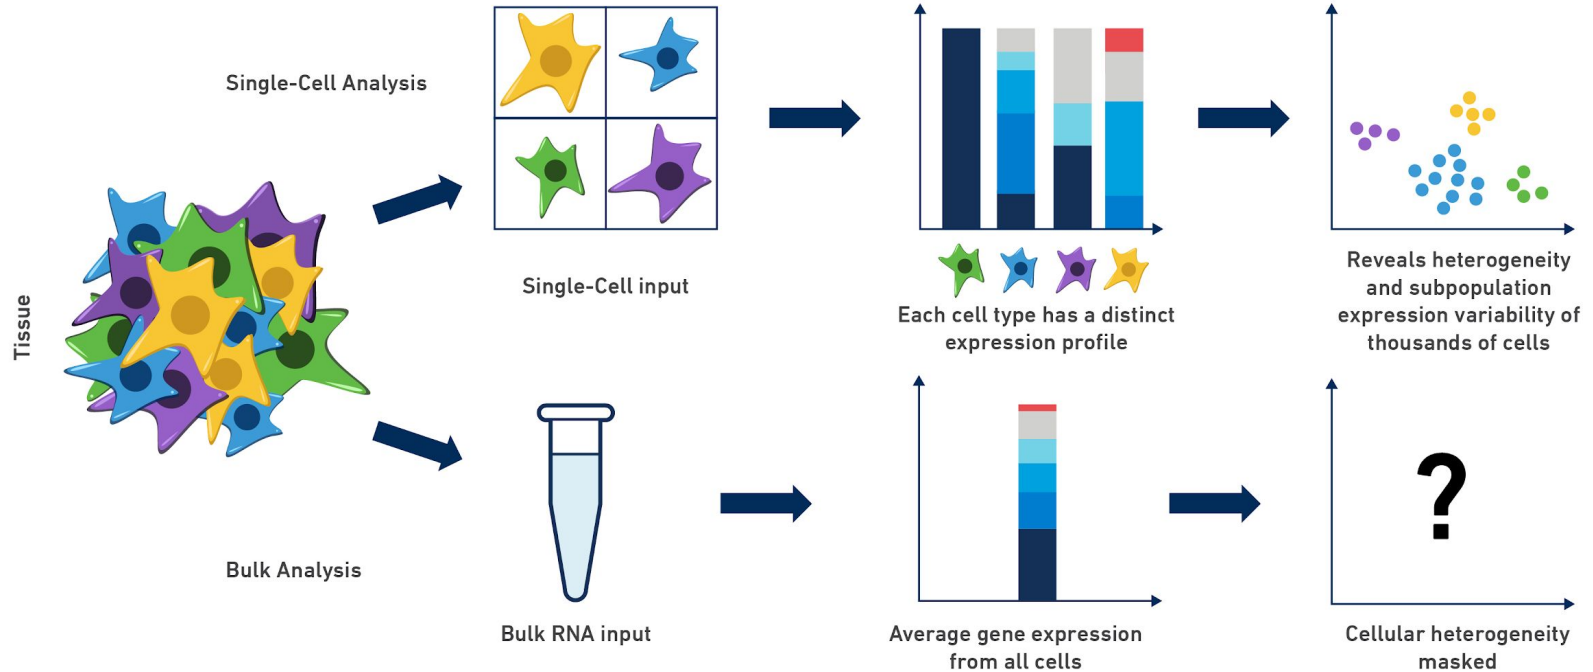 Tissue
Single-Cell Analysis
Single-Cell input
Each cell type has a distinct
expression profile
Reveals heterogeneity
and subpopulation
expression variability of
thousands of cells
Bulk Analysis
Bulk RNA input
Average gene expression
from all cells
?
Cellular heterogeneity
masked